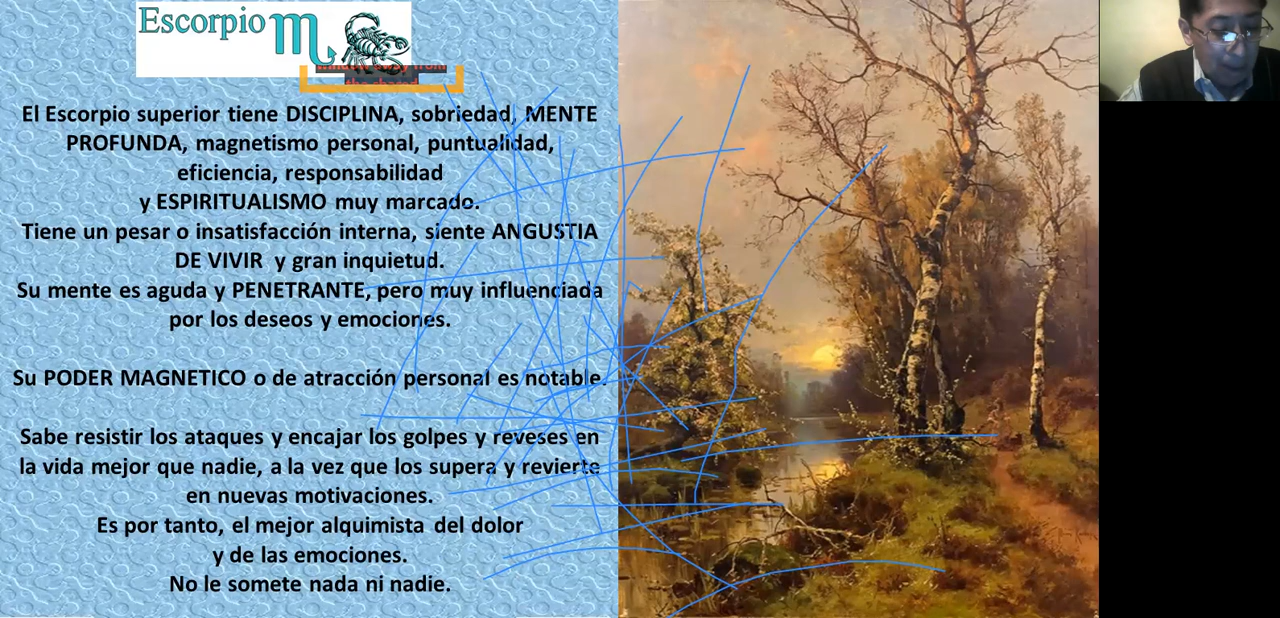 Escorpio
El Escorpio superior tiene DISCIPLINA, sobriedad, MENTE
PROFUNDA, magnetismo personal, puntualidad,
eficiencia, responsabilidad
y ESPIRITUALISMO muy marcado.
Tiene un pesar o insatisfacción interna, siente ANGUSTIA
DE VIVIR y gran inquietud.
Su mente es aguda y PENETRANTE, pero muy influenciada
por los deseos y emociones.
Su PODER MAGNETICO o de atracción personal es notable.
Sabe resistir los ataques y encajar los golpes y reveses en
la vida mejor que nadie, a la vez que los supera y revierte
en nuevas motivaciones.
Es por tanto, el mejor alquimista del dolor
y de las emociones.
No le somete nada ni nadie.